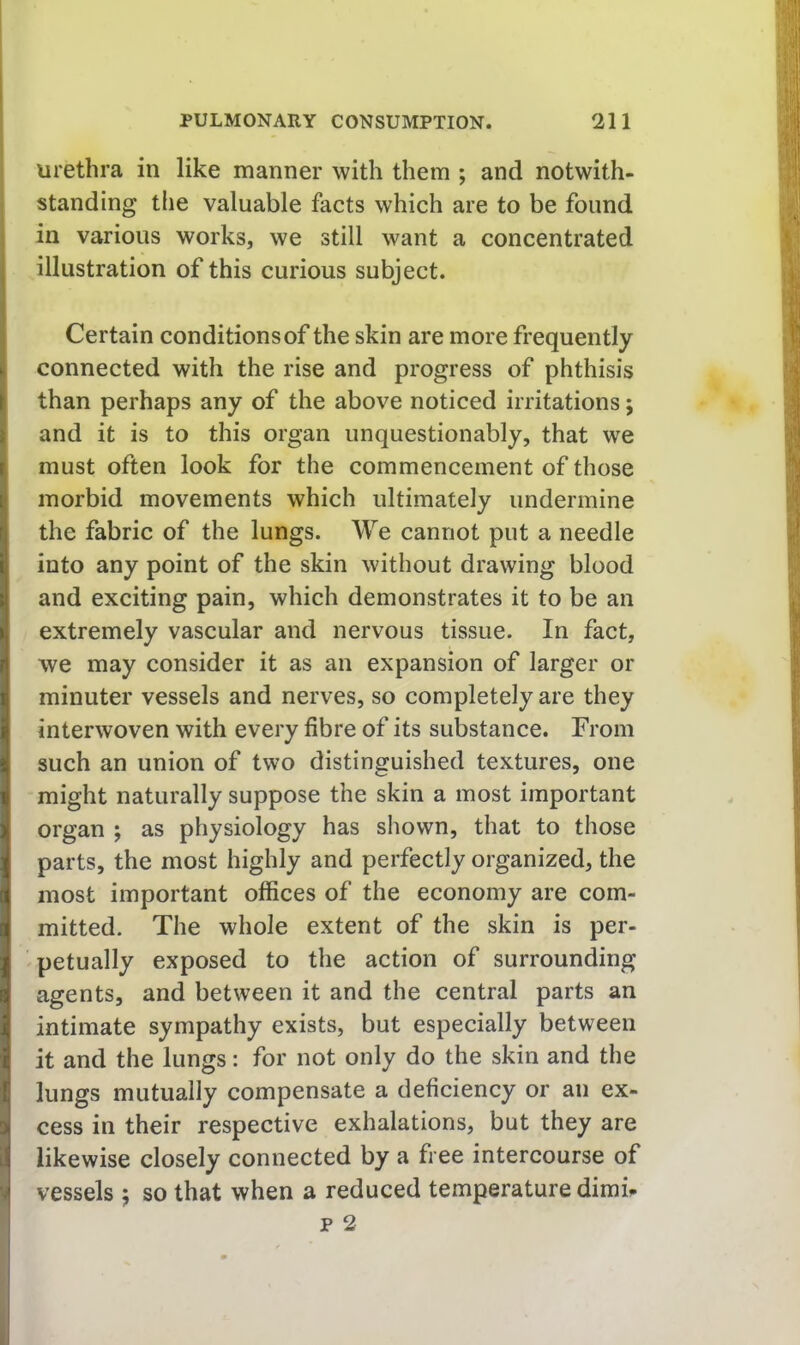 PULMONARY CONSUMPTION. 211
urethra in like manner with them ; and notwith-
standing the valuable facts which are to be found
in various works, we still want a concentrated
illustration of this curious subject.
Certain conditions of the skin are more frequently
connected with the rise and progress of phthisis
than perhaps any of the above noticed irritations;
and it is to this organ unquestionably, that we
must often look for the commencement of those
morbid movements which ultimately undermine
the fabric of the lungs. We cannot put a needle
into any point of the skin without drawing blood
and exciting pain, which demonstrates it to be an
extremely vascular and nervous tissue. In fact,
we may consider it as an expansion of larger or
minuter vessels and nerves, so completely are they
interwoven with every fibre of its substance. From
such an union of two distinguished textures, one
might naturally suppose the skin a most important
organ ; as physiology has shown, that to those
parts, the most highly and perfectly organized, the
most important offices of the economy are com-
mitted. The whole extent of the skin is per-
petually exposed to the action of surrounding
agents, and between it and the central parts an
intimate sympathy exists, but especially between
it and the lungs: for not only do the skin and the
lungs mutually compensate a deficiency or an ex-
cess in their respective exhalations, but they are
likewise closely connected by a free intercourse of
vessels ; so that when a reduced temperature dimi-
P 2